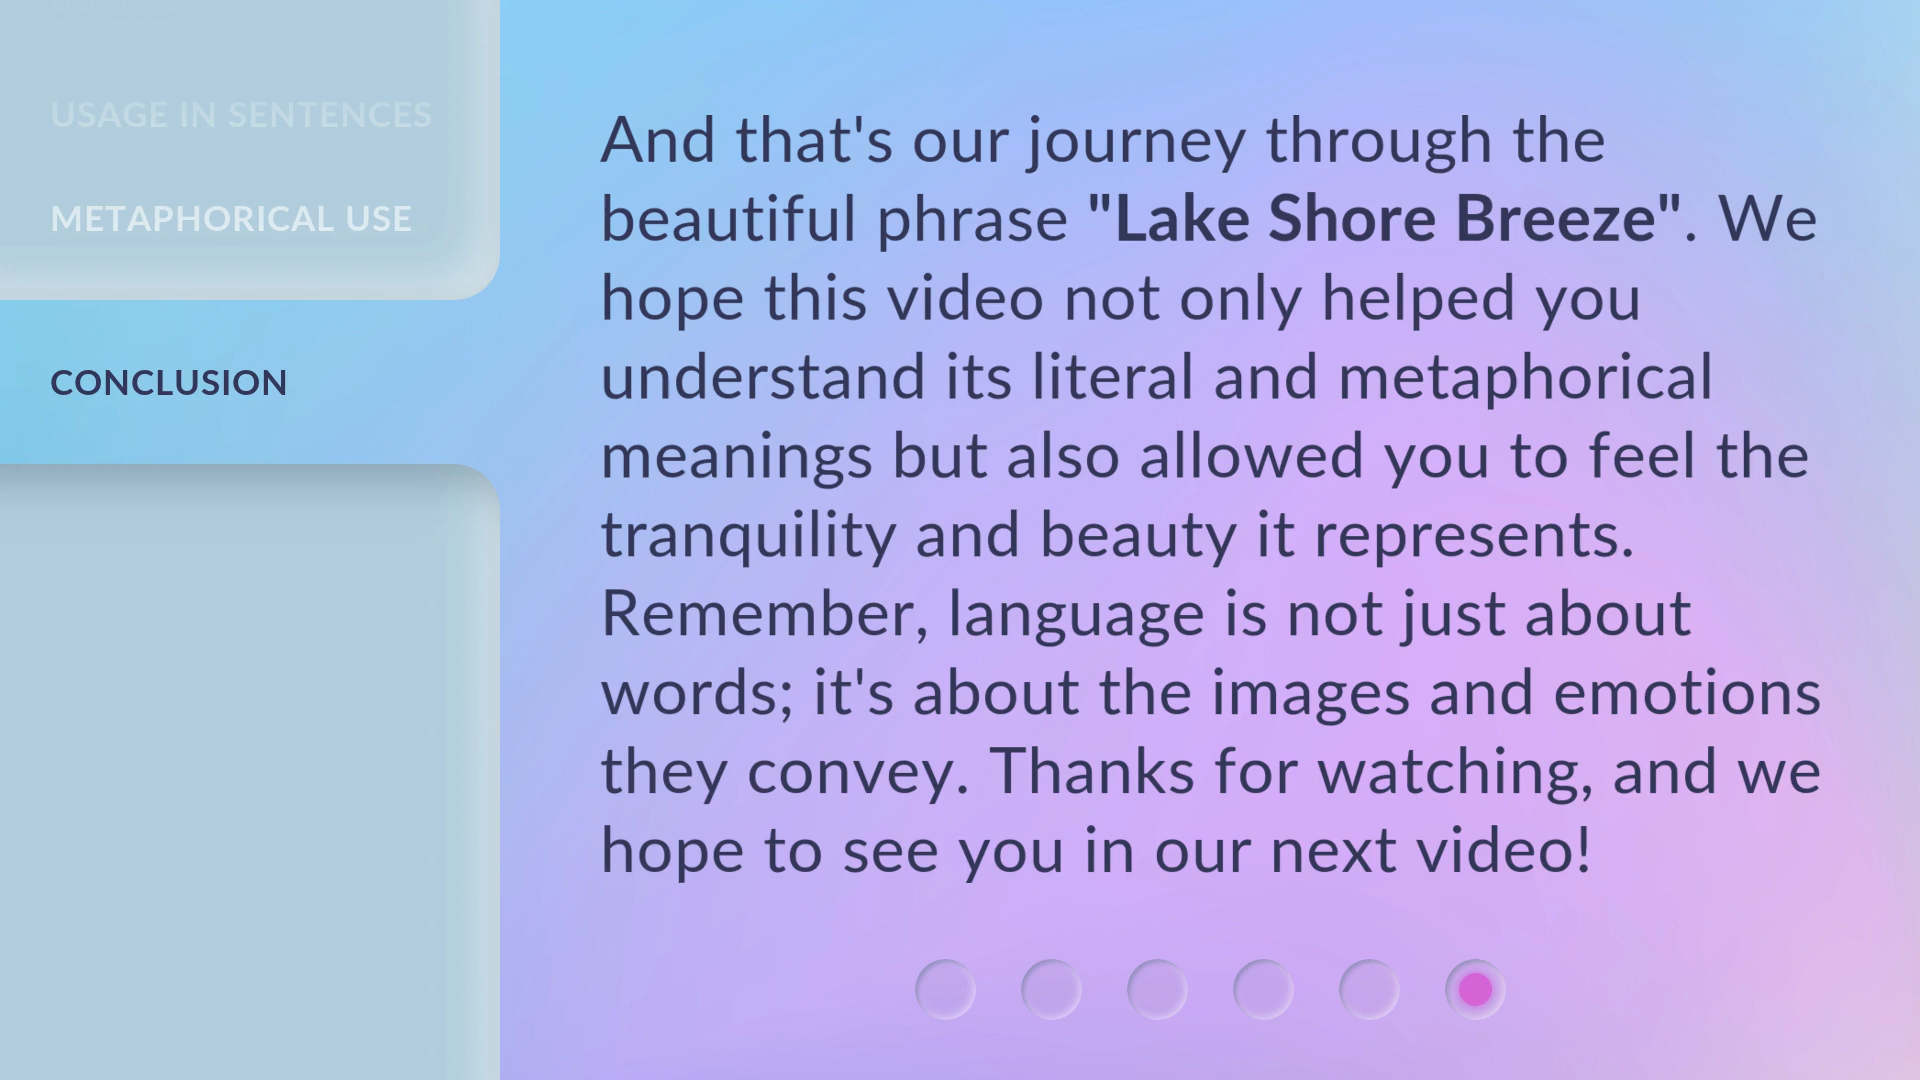 USAGE IN SENTENCES
METAPHORICAL USE
CONCLUSION
And that's our journey through the
beautiful phrase "Lake Shore Breeze". We
hope this video not only helped you
understand its literal and metaphorical
meanings but also allowed you to feel the
tranquility and beauty it represents.
Remember, language is not just about
words; it's about the images and emotions
they convey. Thanks for watching, and we
hope to see you in our next video!